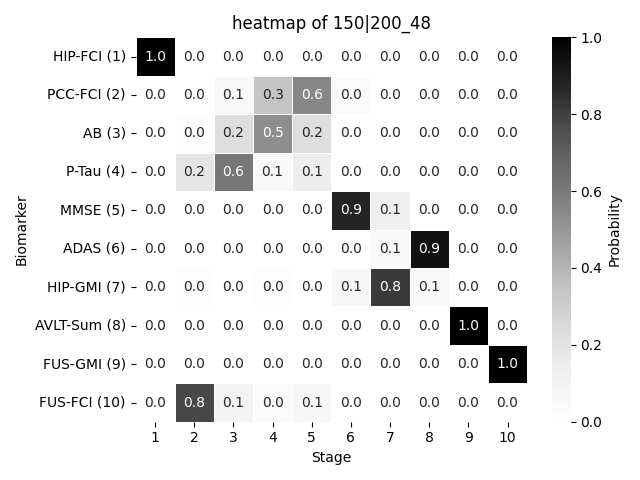 heatmap of 150|200_48
HIP-FCI (1) 1.0 0.0 0.0 0.0 0.0 0.0 0.0 0.0 0.0 0.0
PCC-FCI (2) 0.0 0.0 0.1 0.3 0.6 0.0 0.0 0.0 0.0 0.0
AB (3) 0.0 0.0 0.2 0.5 0.2 0.0 0.0 0.0 0.0 0.0
P-Tau (4) 0.0 0.2 0.6 0.1 0.1 0.0 0.0 0.0 0.0 0.0
MMSE (5) 0.0 0.0 0.0 0.0 0.0 0.9 0.1 0.0 0.0 0.0
ADAS (6) 0.0 0.0 0.0 0.0 0.0 0.0 0.1 0.9 0.0 0.0
HIP-GMI (7) 0.0 0.0 0.0 0.0 0.0 0.1 0.8 0.1 0.0 0.0
AVLT-Sum (8) 0.0 0.0 0.0 0.0 0.0 0.0 0.0 0.0 1.0 0.0
FUS-GMI (9) 0.0 0.0 0.0 0.0 0.0 0.0 0.0 0.0 0.0 1.0
FUS-FCI (10) 0.0 0.8 0.1 0.0 0.1 0.0 0.0 0.0 0.0 0.0
1 2 3 4 5 6 7 8 9 10
Stage
Biomarker
1.0
0.8
0.6
0.4
0.2
0.0
Probability